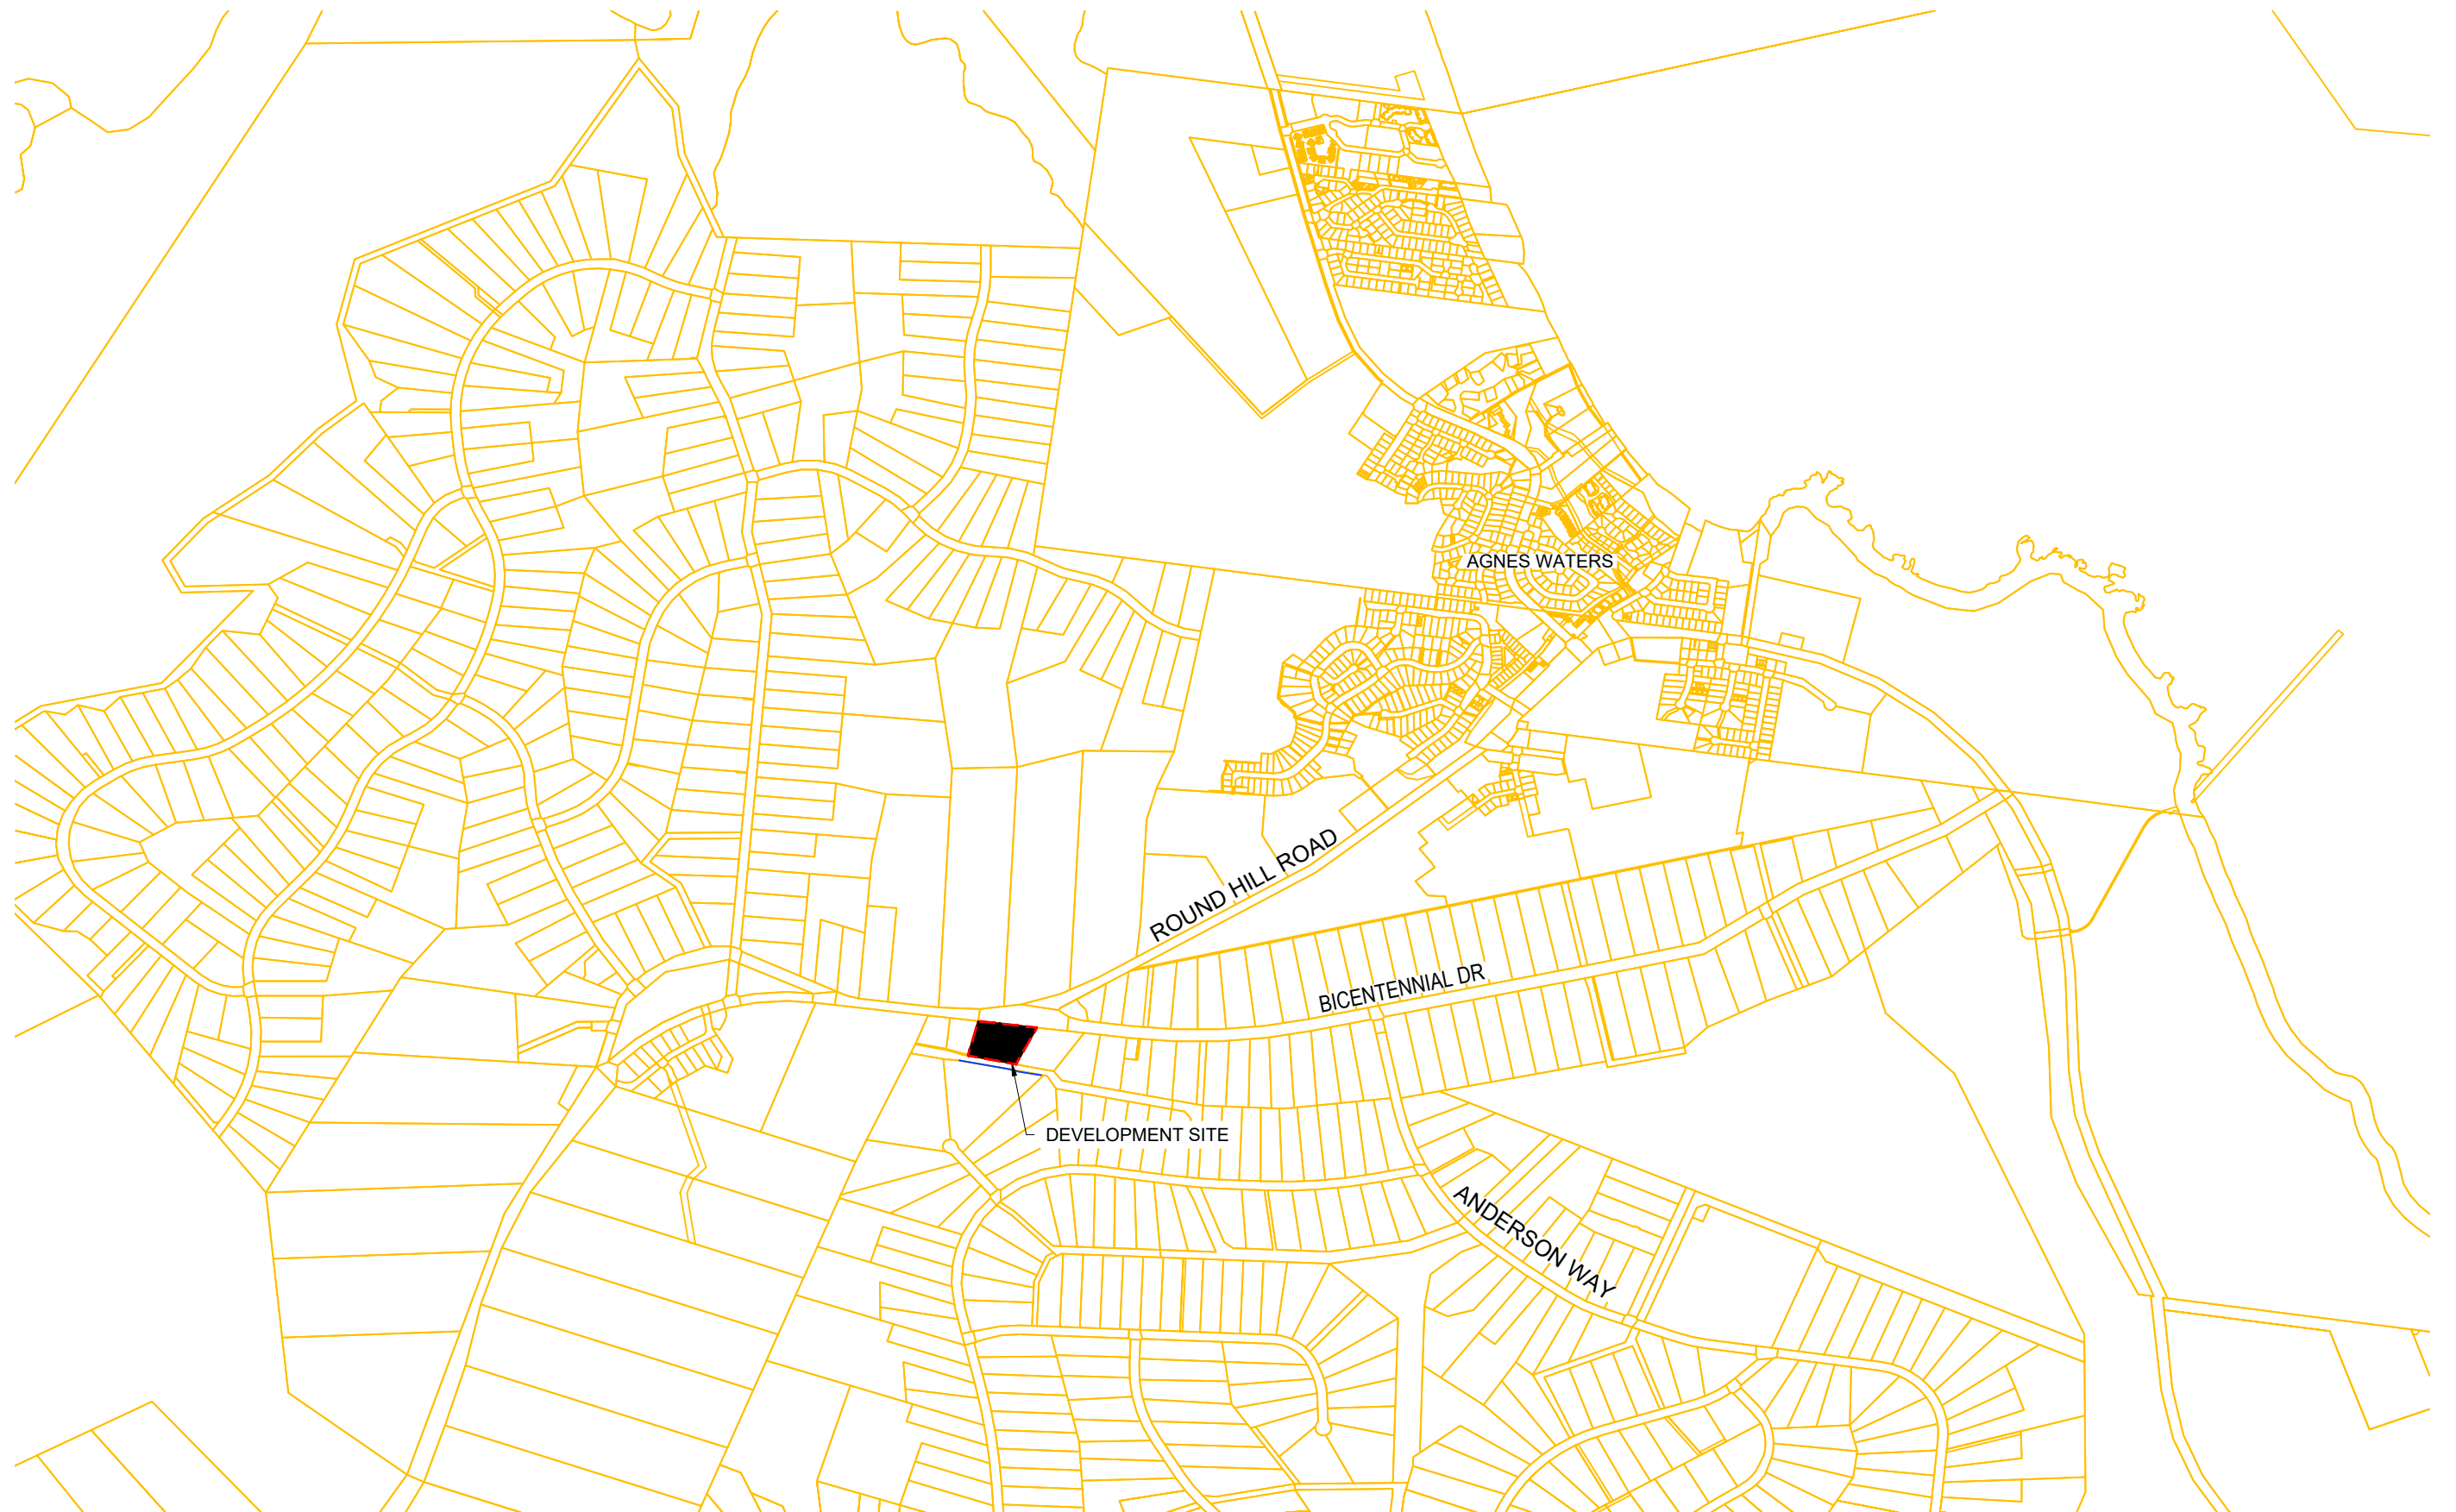 AGNES WATERS
ROUND HILL ROAD
BICENTENNIAL DR
DEVELOPMENT SITE
ANDERSON WAY